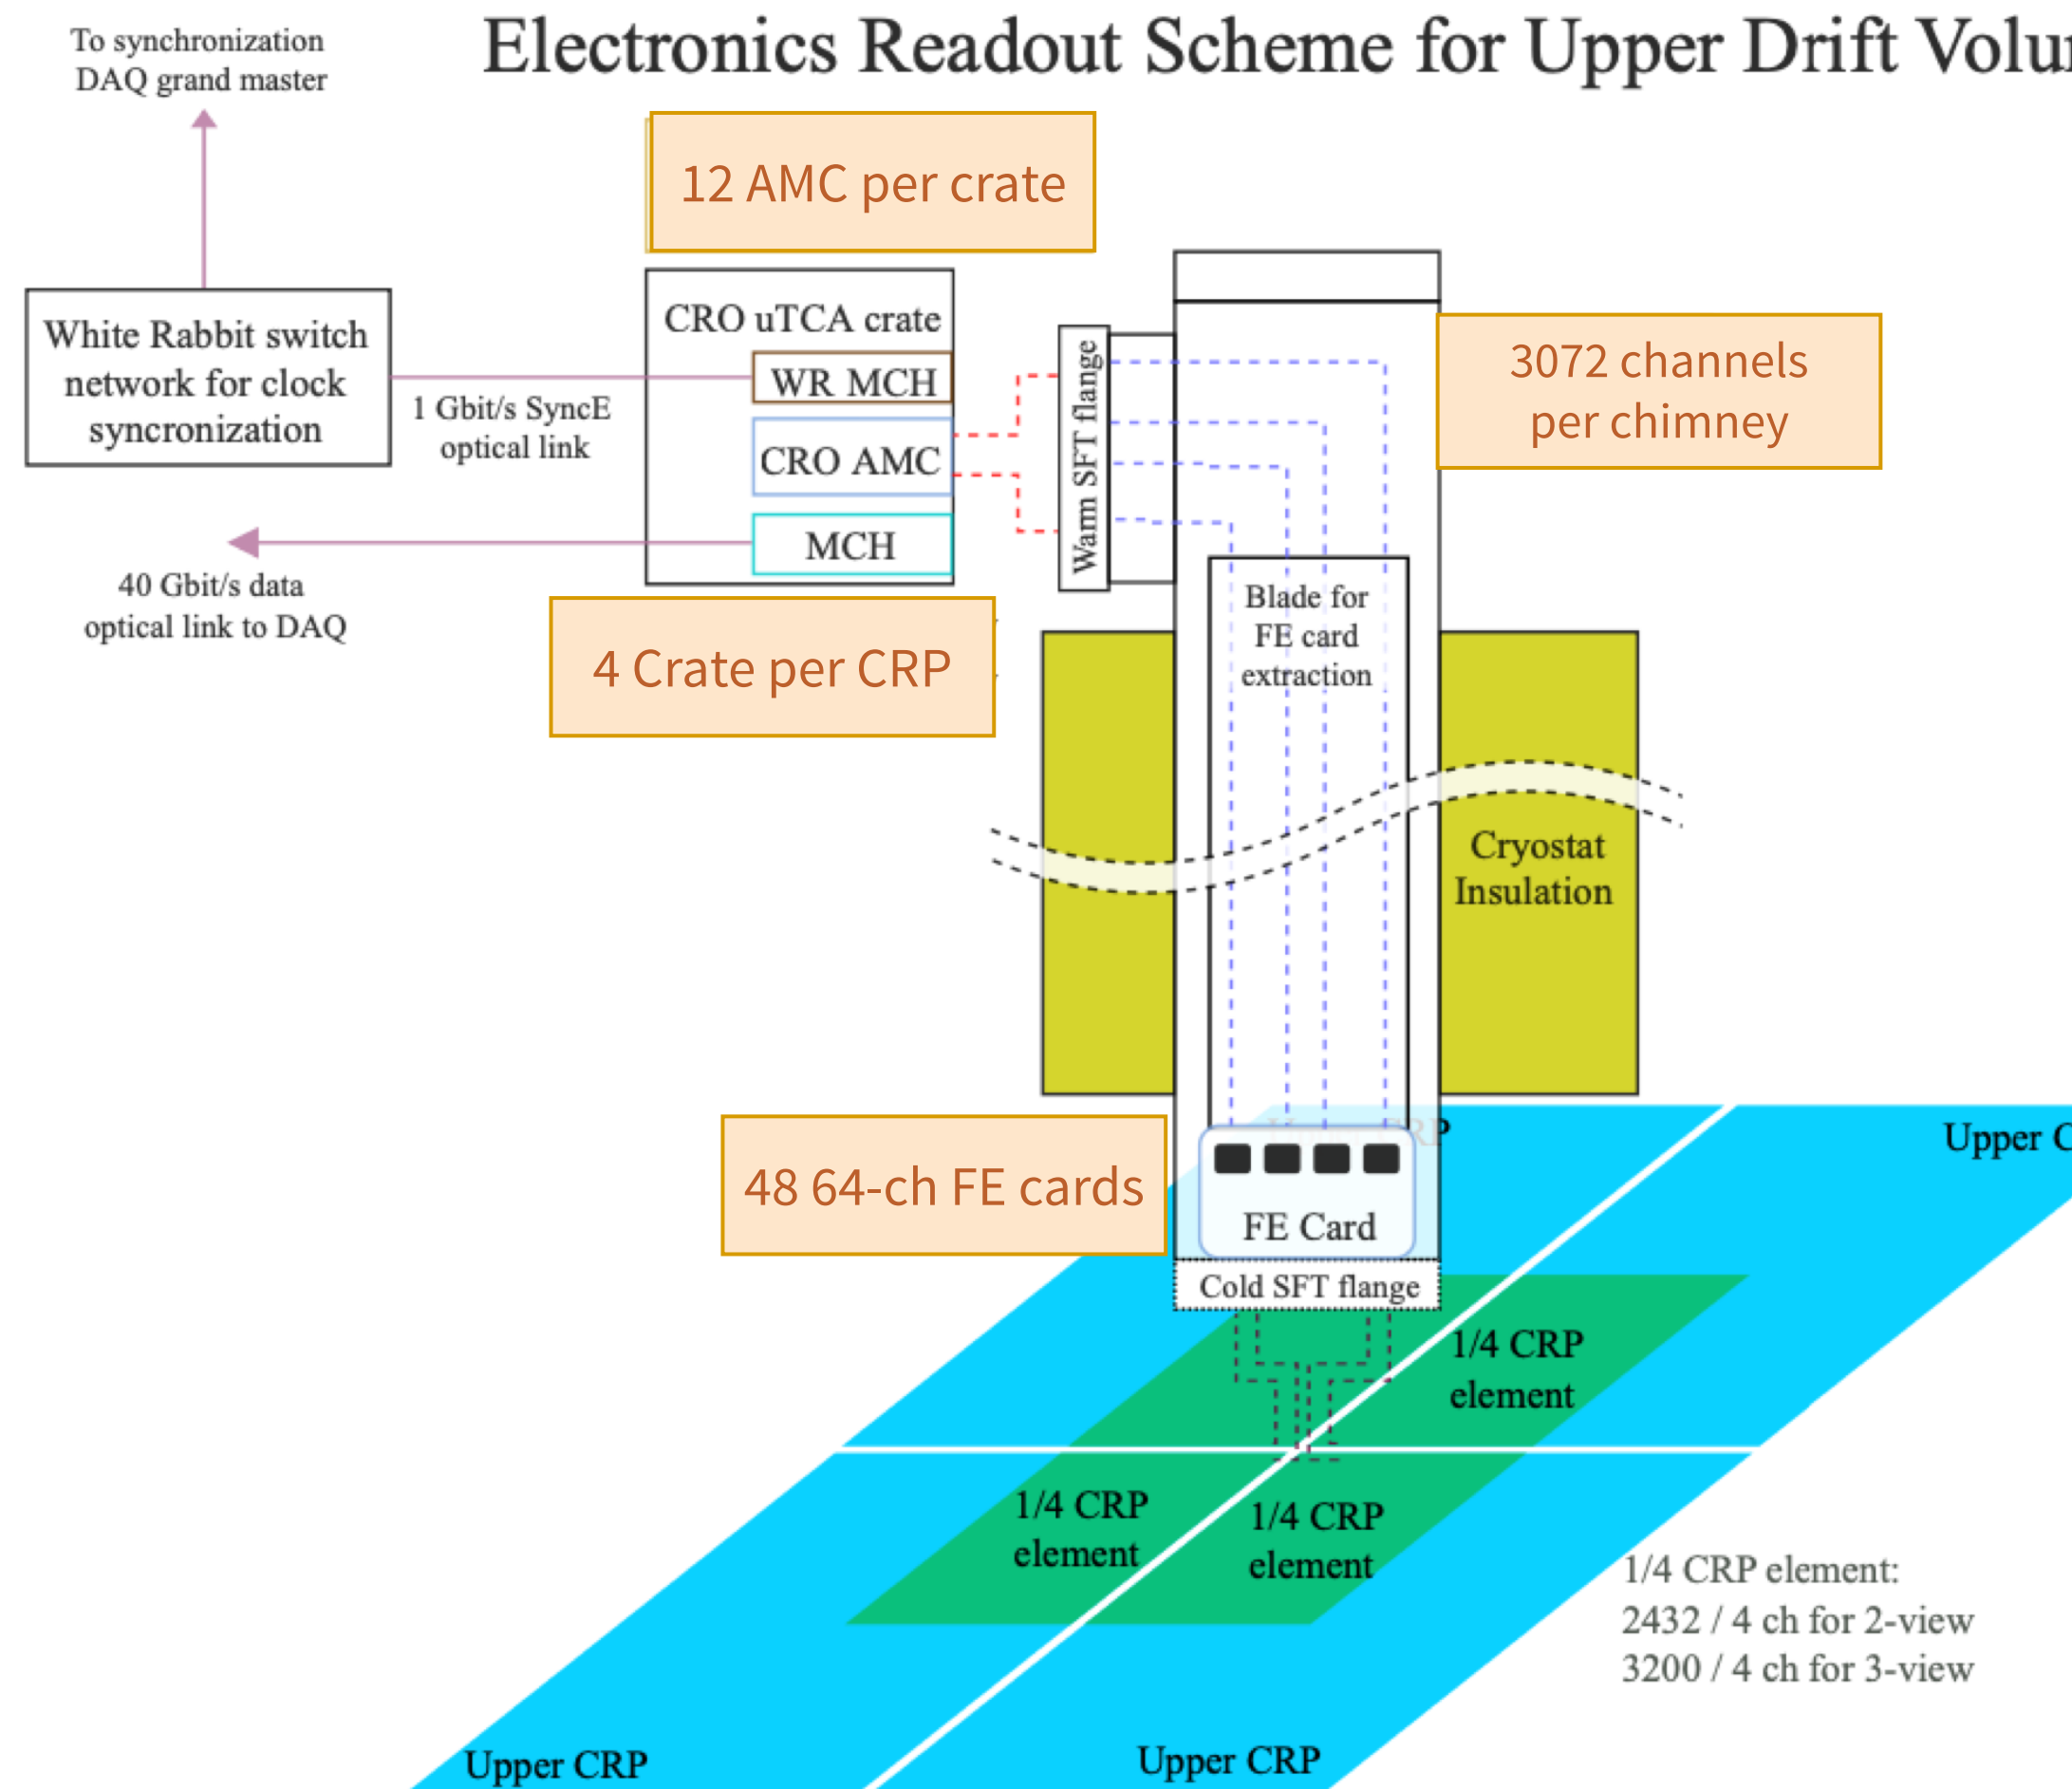 Electronics Readout Scheme for Upper Drift
To synchronization
DAQ grand master
12 AMC per crate
White Rabbit switch
network for clock
syncronization
1 Gbit/s SyncE
optical link
CRO uTCA crate
WR MCH
CRO AMC
MCH
40 Gbit/s data
optical link to DAQ
Warm SFT flange
3072 channels
per chimney
4 Crate per CRP
Blade for
FE card
extraction
Cryostat
Insulation
48 64-ch FE cards
FE Card
Cold SFT flange
Upper
1/4 CRP
element
1/4 CRP
element
1/4 CRP
element
1/4 CRP element:
2432 / 4 ch for 2-view
3200 / 4 ch for 3-view
Upper CRP
Upper CRP